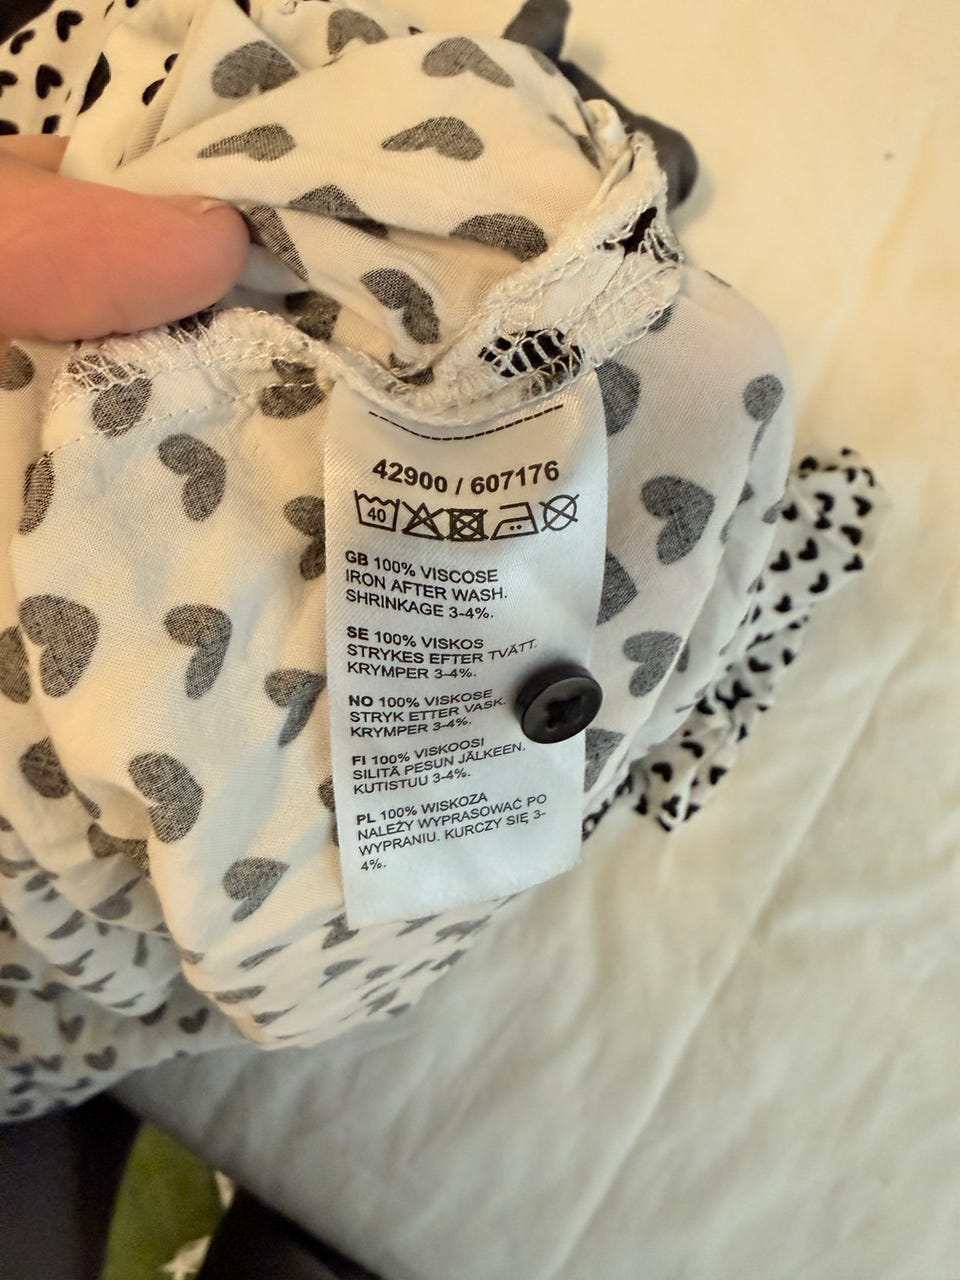 42900 / 607176
40
GB 100% VISCOSE
IRON AFTER WASH.
SHRINKAGE 3-4%.
SE 100% VISKOS
STRYKES EFTER TVÄTT.
KRYMPER 3-4%.
NO 100% VISKOSE
STRYK ETTER VASK.
KRYMPER 3-4%.
FI 100% VISKOOSI
SILITÄ PESUN JÄLKEEN.
KUTISTUU 3-4%.
PL 100% WISKOZA
NALEŻY WYPRASOWAĆ PO
WYPRANIU. KURCZY SIĘ 3-
4%.